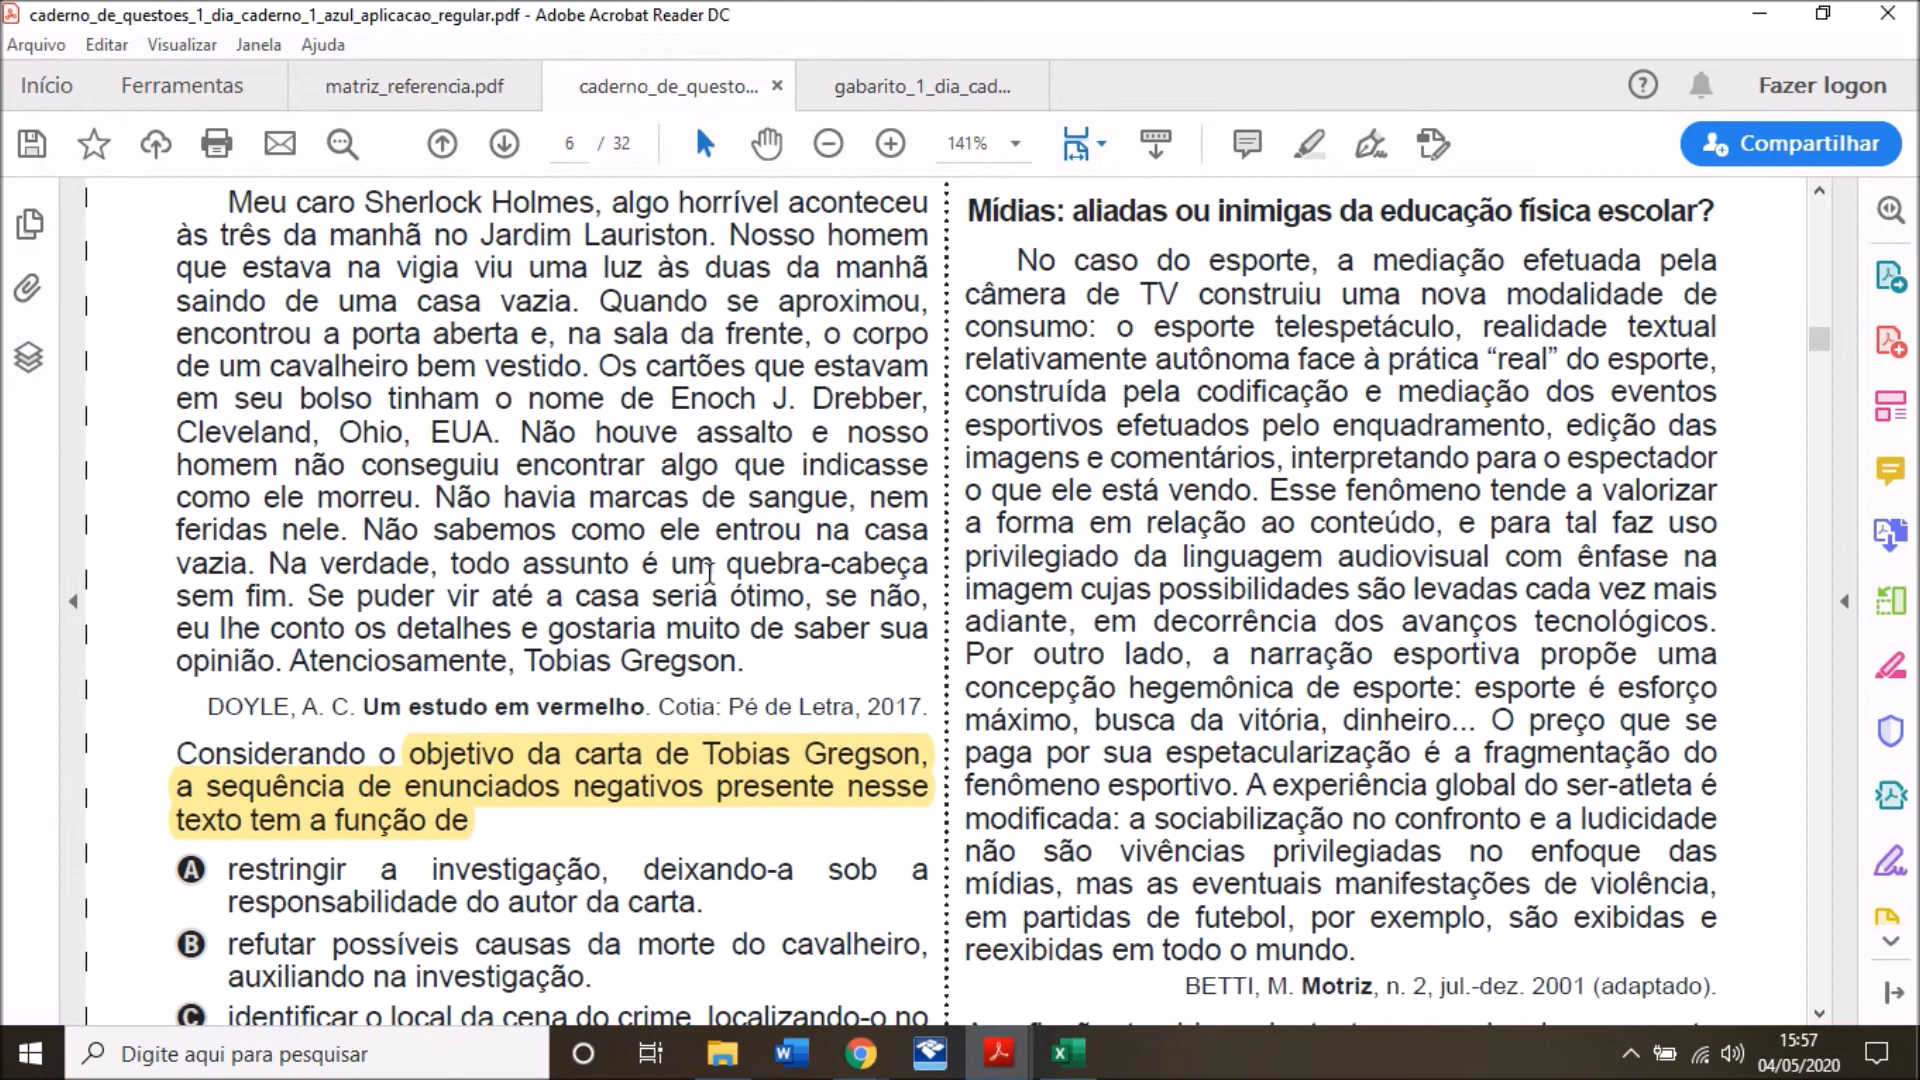 caderno_de_questoes_1_dia_caderno_1_azul_aplicacao_regular.pdf - Adobe Acrobat Reader DC
Arquivo Editar Visualizar Janela Ajuda
Início Ferramentas matriz_referencia.pdf caderno_de_questo... gabarito_1_dia_cad... Fazer logon
6 / 32 141% Compartilhar
Meu caro Sherlock Holmes, algo horrível aconteceu
às três da manhã no Jardim Lauriston. Nosso homem
que estava na vigia viu uma luz às duas da manhã
saindo de uma casa vazia. Quando se aproximou,
encontrou a porta aberta e, na sala da frente, o corpo
de um cavalheiro bem vestido. Os cartões que estavam
em seu bolso tinham o nome de Enoch J. Drebber,
Cleveland, Ohio, EUA. Não houve assalto e nosso
homem não conseguiu encontrar algo que indicasse
como ele morreu. Não havia marcas de sangue, nem
feridas nele. Não sabemos como ele entrou na casa
vazia. Na verdade, todo assunto é um quebra-cabeça
sem fim. Se puder vir até a casa seria ótimo, se não,
eu lhe conto os detalhes e gostaria muito de saber sua
opinião. Atenciosamente, Tobias Gregson.
DOYLE, A. C. Um estudo em vermelho. Cotia: Pé de Letra, 2017.
Considerando o objetivo da carta de Tobias Gregson,
a sequência de enunciados negativos presente nesse
texto tem a função de
A restringir a investigação, deixando-a sob a
responsabilidade do autor da carta.
B refutar possíveis causas da morte do cavalheiro,
auxiliando na investigação.
C identificar o local da cena do crime, localizando-o no
Mídias: aliadas ou inimigas da educação física escolar?
No caso do esporte, a mediação efetuada pela
câmera de TV construiu uma nova modalidade de
consumo: o esporte telespetáculo, realidade textual
relativamente autônoma face à prática “real” do esporte,
construída pela codificação e mediação dos eventos
esportivos efetuados pelo enquadramento, edição das
imagens e comentários, interpretando para o espectador
o que ele está vendo. Esse fenômeno tende a valorizar
a forma em relação ao conteúdo, e para tal faz uso
privilegiado da linguagem audiovisual com ênfase na
imagem cujas possibilidades são levadas cada vez mais
adiante, em decorrência dos avanços tecnológicos.
Por outro lado, a narração esportiva propõe uma
concepção hegemônica de esporte: esporte é esforço
máximo, busca da vitória, dinheiro... O preço que se
paga por sua espetacularização é a fragmentação do
fenômeno esportivo. A experiência global do ser-atleta é
modificada: a sociabilização no confronto e a ludicidade
não são vivências privilegiadas no enfoque das
mídias, mas as eventuais manifestações de violência,
em partidas de futebol, por exemplo, são exibidas e
reexibidas em todo o mundo.
BETTI, M. Motriz, n. 2, jul.-dez. 2001 (adaptado).
Digite aqui para pesquisar
15:57
04/05/2020